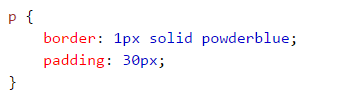 p {
    border: 1px solid powderblue;
    padding: 30px;
}